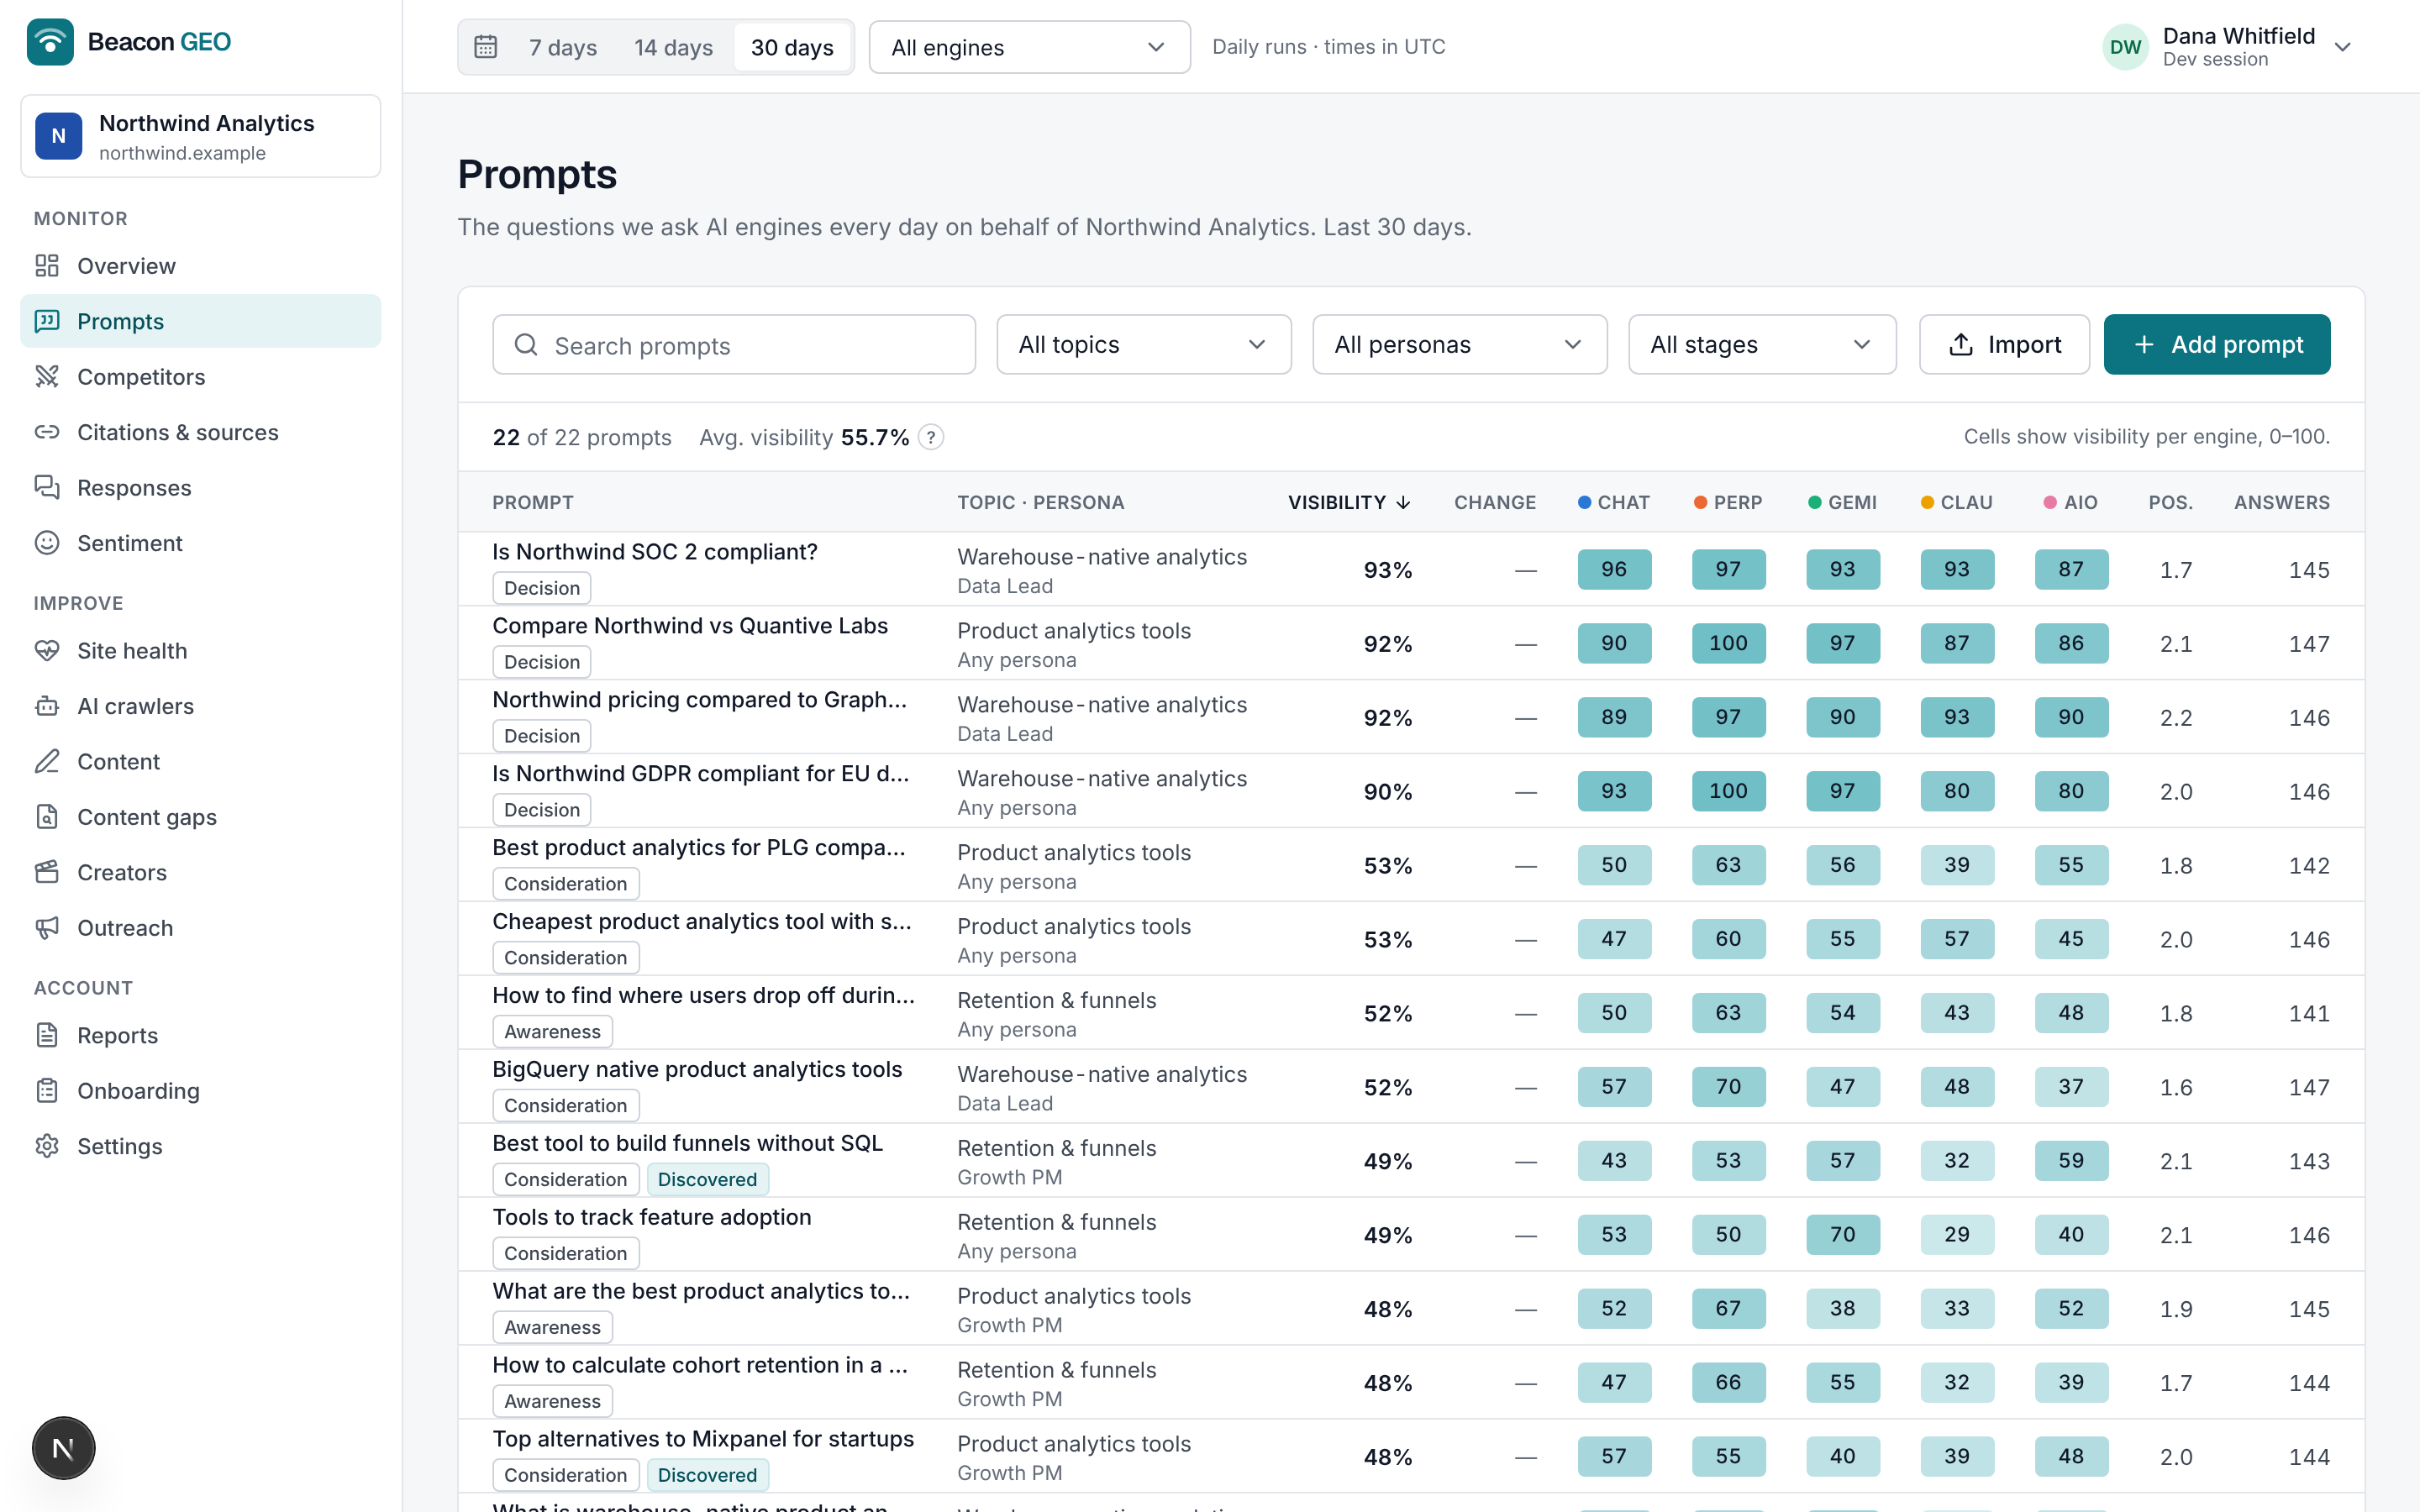 Beacon GEO
7 days 14 days 30 days All engines Daily runs · times in UTC
DW Dana Whitfield
Dev session
N Northwind Analytics
northwind.example
MONITOR
Overview
Prompts
Competitors
Citations & sources
Responses
Sentiment
IMPROVE
Site health
AI crawlers
Content
Content gaps
Creators
Outreach
ACCOUNT
Reports
Onboarding
Settings
N
Prompts
The questions we ask AI engines every day on behalf of Northwind Analytics. Last 30 days.
Search prompts All topics All personas All stages Import + Add prompt
22 of 22 prompts Avg. visibility 55.7% ? Cells show visibility per engine, 0–100.
PROMPT TOPIC · PERSONA VISIBILITY ↓ CHANGE CHAT PERP GEMI CLAU AIO POS. ANSWERS
Is Northwind SOC 2 compliant? Warehouse-native analytics 93% — 96 97 93 93 87 1.7 145
Decision Data Lead
Compare Northwind vs Quantive Labs Product analytics tools 92% — 90 100 97 87 86 2.1 147
Decision Any persona
Northwind pricing compared to Graph... Warehouse-native analytics 92% — 89 97 90 93 90 2.2 146
Decision Data Lead
Is Northwind GDPR compliant for EU d... Warehouse-native analytics 90% — 93 100 97 80 80 2.0 146
Decision Any persona
Best product analytics for PLG compa... Product analytics tools 53% — 50 63 56 39 55 1.8 142
Consideration Any persona
Cheapest product analytics tool with s... Product analytics tools 53% — 47 60 55 57 45 2.0 146
Consideration Any persona
How to find where users drop off durin... Retention & funnels 52% — 50 63 54 43 48 1.8 141
Awareness Any persona
BigQuery native product analytics tools Warehouse-native analytics 52% — 57 70 47 48 37 1.6 147
Consideration Data Lead
Best tool to build funnels without SQL Retention & funnels 49% — 43 53 57 32 59 2.1 143
Consideration Discovered Growth PM
Tools to track feature adoption Retention & funnels 49% — 53 50 70 29 40 2.1 146
Consideration Any persona
What are the best product analytics to... Product analytics tools 48% — 52 67 38 33 52 1.9 145
Awareness Growth PM
How to calculate cohort retention in a ... Retention & funnels 48% — 47 66 55 32 39 1.7 144
Awareness Growth PM
Top alternatives to Mixpanel for startups Product analytics tools 48% — 57 55 40 39 48 2.0 144
Consideration Discovered Growth PM